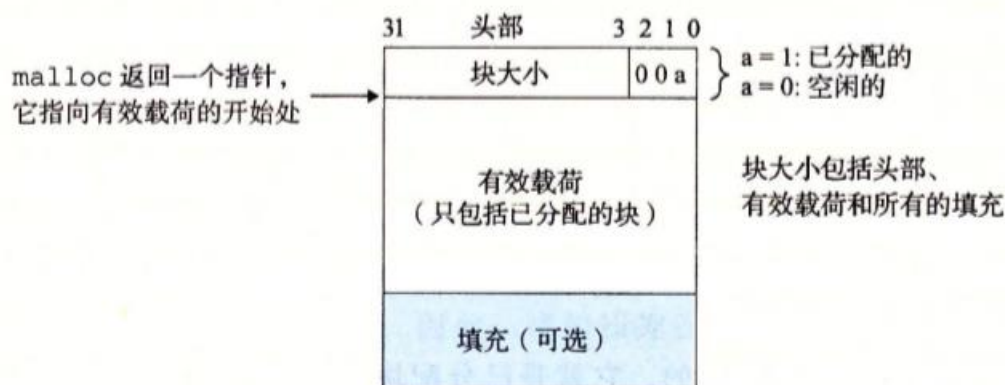 31 头部 3 2 1 0
malloc 返回一个指针，
它指向有效载荷的开始处
块大小 0 0 a
a = 1: 已分配的
a = 0: 空闲的
有效载荷
（只包括已分配的块）
块大小包括头部、
有效载荷和所有的填充
填充（可选）